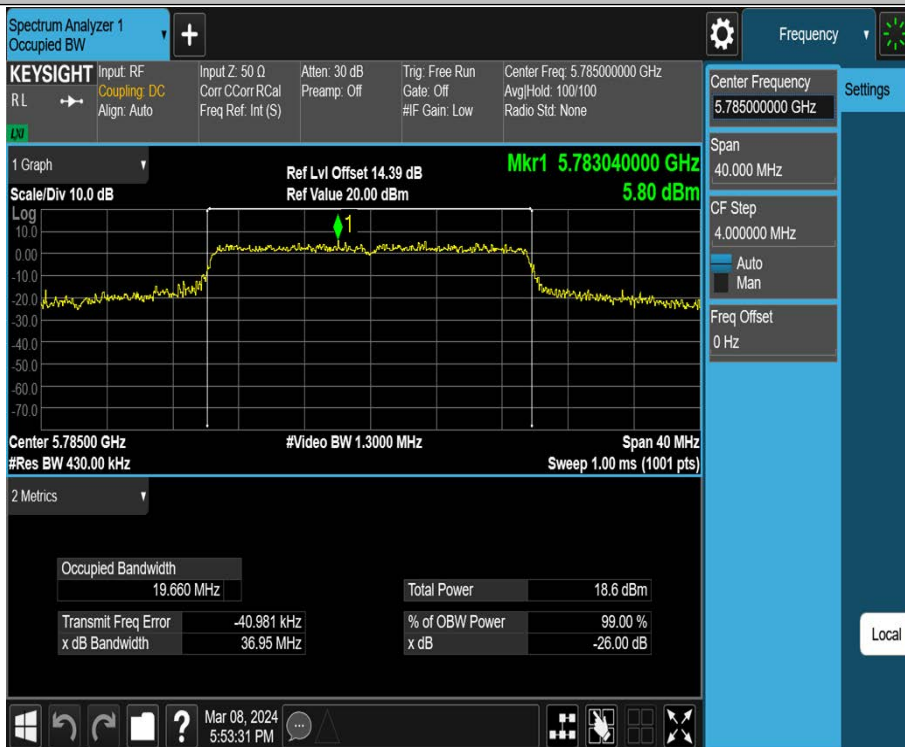 Spectrum Analyzer 1
Occupied BW
+
Frequency
KEYSIGHT
RL
LXI
Input: RF
Coupling: DC
Align: Auto
Input Z: 50 Ω
Corr CCorr RCal
Freq Ref: Int (S)
Atten: 30 dB
Preamp: Off
Trig: Free Run
Gate: Off
#IF Gain: Low
Center Freq: 5.785000000 GHz
Avg|Hold: 100/100
Radio Std: None
Center Frequency
5.785000000 GHz
Settings
Span
40.000 MHz
CF Step
4.000000 MHz
Auto
Man
Freq Offset
0 Hz
Local
1 Graph
Scale/Div 10.0 dB
Ref Lvl Offset 14.39 dB
Ref Value 20.00 dBm
Mkr1 5.783040000 GHz
5.80 dBm
Log
10.0
0.00
-10.0
-20.0
-30.0
-40.0
-50.0
-60.0
-70.0
1
Center 5.78500 GHz
#Video BW 1.3000 MHz
Span 40 MHz
#Res BW 430.00 kHz
Sweep 1.00 ms (1001 pts)
2 Metrics
Occupied Bandwidth
19.660 MHz
Total Power 18.6 dBm
Transmit Freq Error -40.981 kHz
% of OBW Power 99.00 %
x dB Bandwidth 36.95 MHz
x dB -26.00 dB
?
Mar 08, 2024
5:53:31 PM